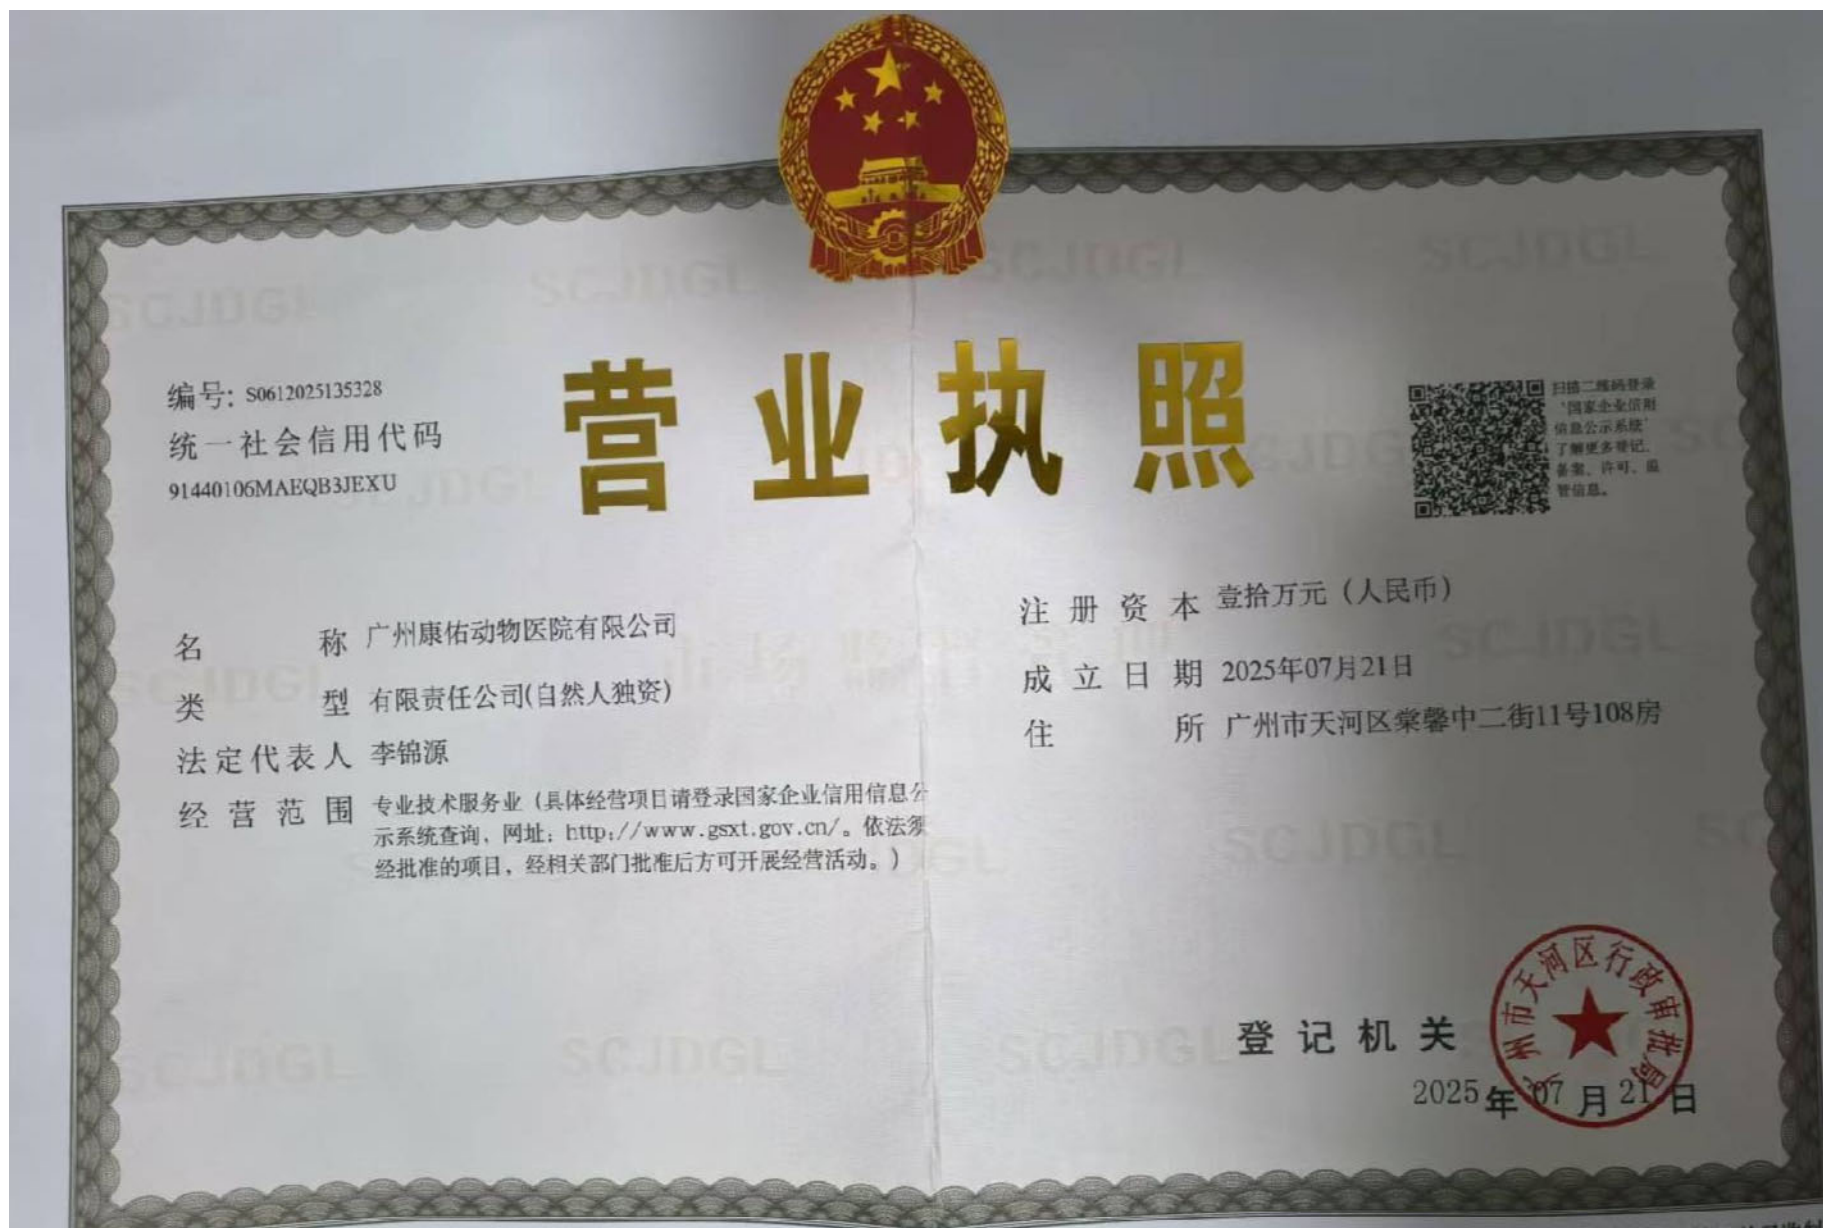 编号: S0612025135328
统一社会信用代码
91440106MAEQB3JEXU
营业执照
扫描二维码登录
‘国家企业信用
信息公示系统’
了解更多登记、
备案、许可、监
管信息。
名称 广州康佑动物医院有限公司
类型 有限责任公司(自然人独资)
法定代表人 李锦源
经营范围 专业技术服务业（具体经营项目请登录国家企业信用信息公
示系统查询，网址：http://www.gsxt.gov.cn/。依法须
经批准的项目，经相关部门批准后方可开展经营活动。）
注册资本 壹拾万元（人民币）
成立日期 2025年07月21日
住所 广州市天河区棠馨中二街11号108房
登记机关
广州市天河区行政审批局
2025年07月21日
SCJDGL
市场监督管理